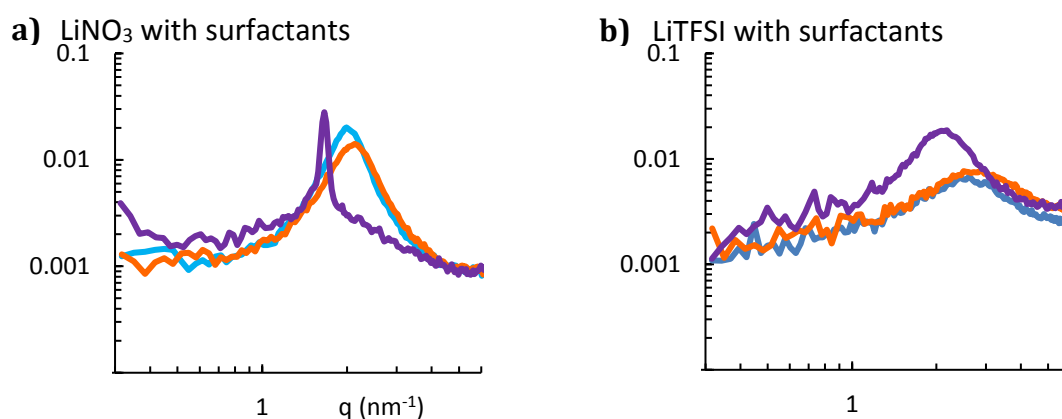 a) LiNO₃ with surfactants
0.1
0.01
0.001
1
q (nm⁻¹)
b) LiTFSI with surfactants
0.1
0.01
0.001
1